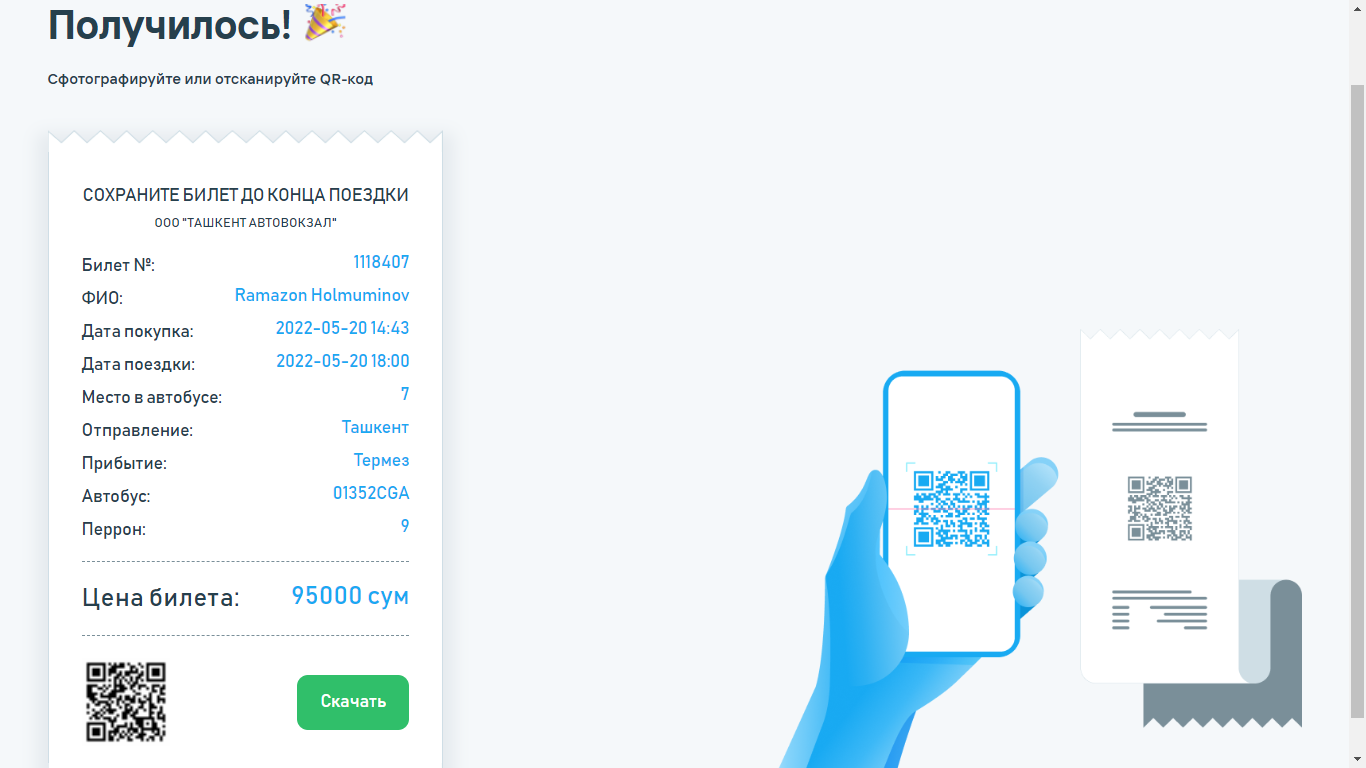 Получилось! 🎉
Сфотографируйте или отсканируйте QR-код
СОХРАНИТЕ БИЛЕТ ДО КОНЦА ПОЕЗДКИ
ООО "ТАШКЕНТ АВТОВОКЗАЛ"
Билет №: 1118407
ФИО: Ramazon Holmuminov
Дата покупка: 2022-05-20 14:43
Дата поездки: 2022-05-20 18:00
Место в автобусе: 7
Отправление: Ташкент
Прибытие: Термез
Автобус: 01352CGA
Перрон: 9
Цена билета: 95000 сум
Скачать